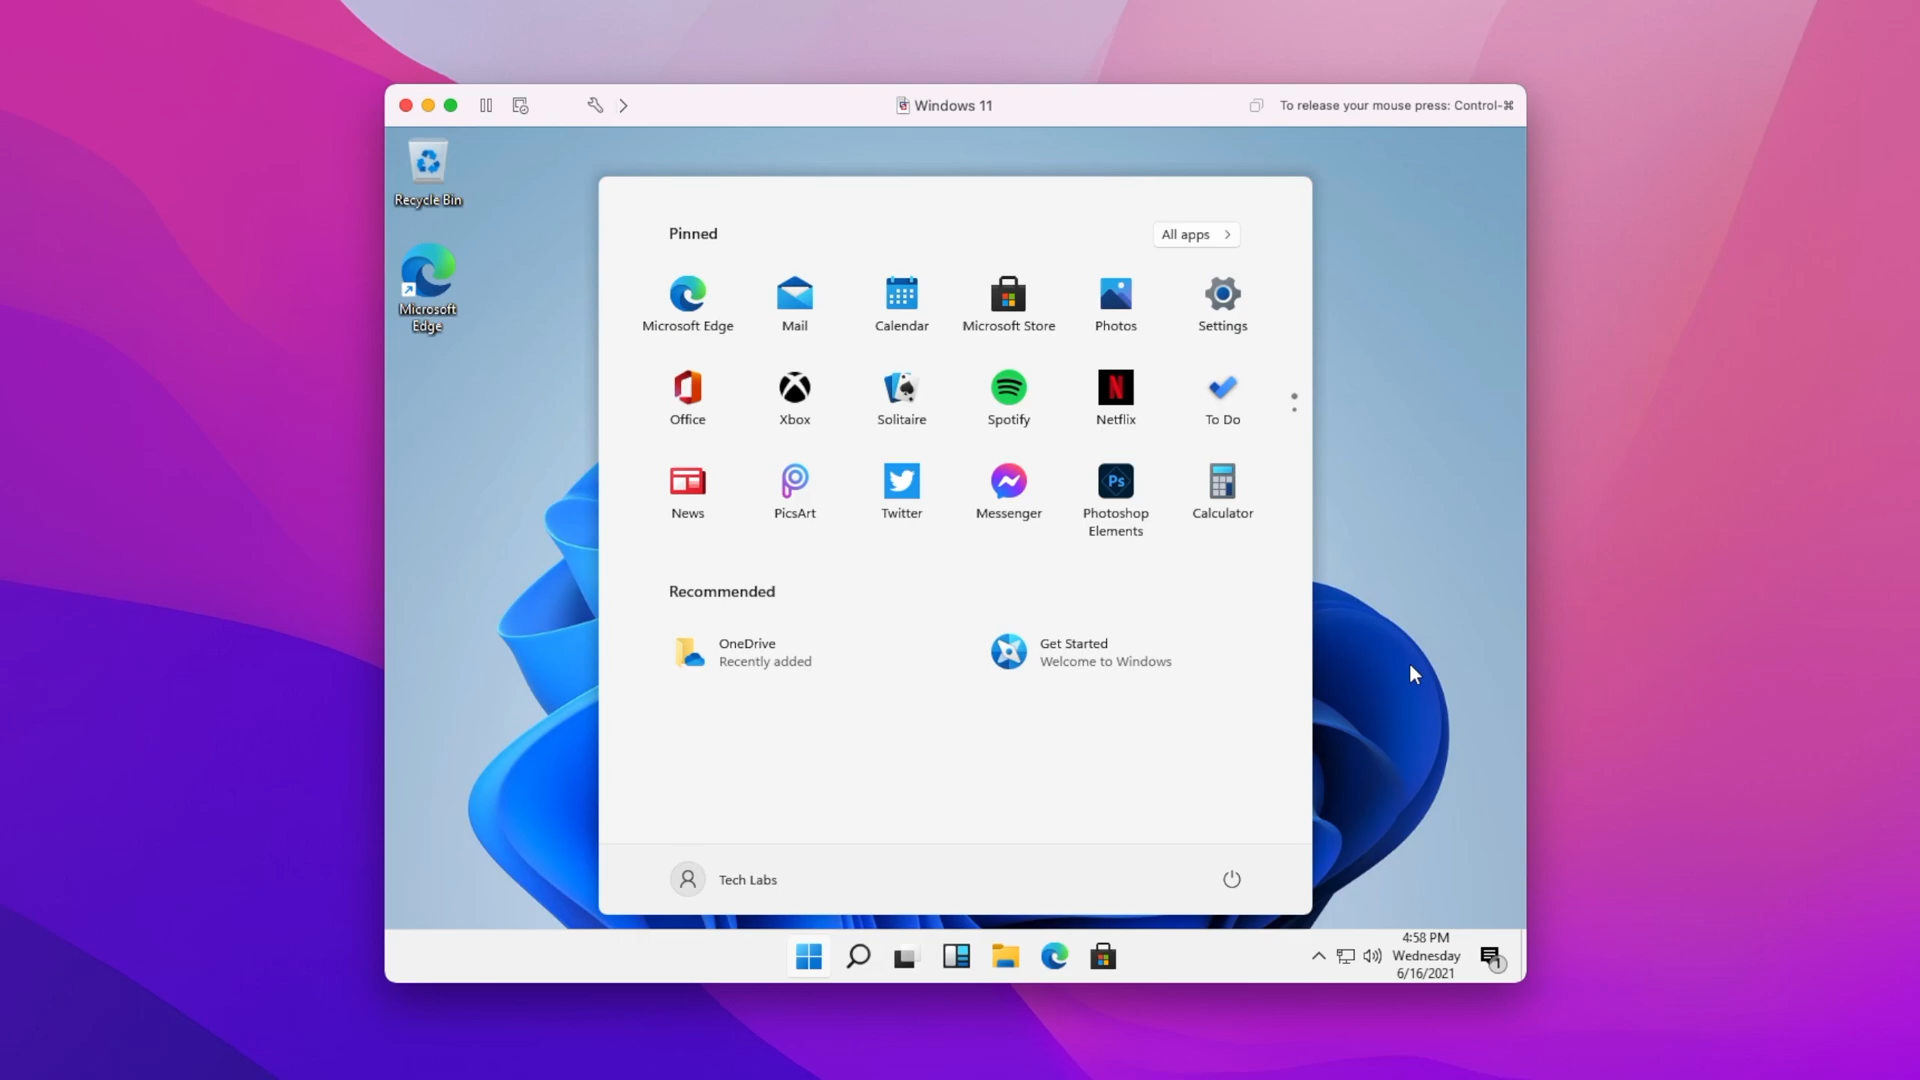 Windows 11
To release your mouse press: Control-⌘
Recycle Bin
Microsoft
Edge
Pinned
All apps
Microsoft Edge
Mail
Calendar
Microsoft Store
Photos
Settings
Office
Xbox
Solitaire
Spotify
Netflix
To Do
News
PicsArt
Twitter
Messenger
Ps
Photoshop
Elements
Calculator
Recommended
OneDrive
Recently added
Get Started
Welcome to Windows
Tech Labs
4:58 PM
Wednesday
6/16/2021
1